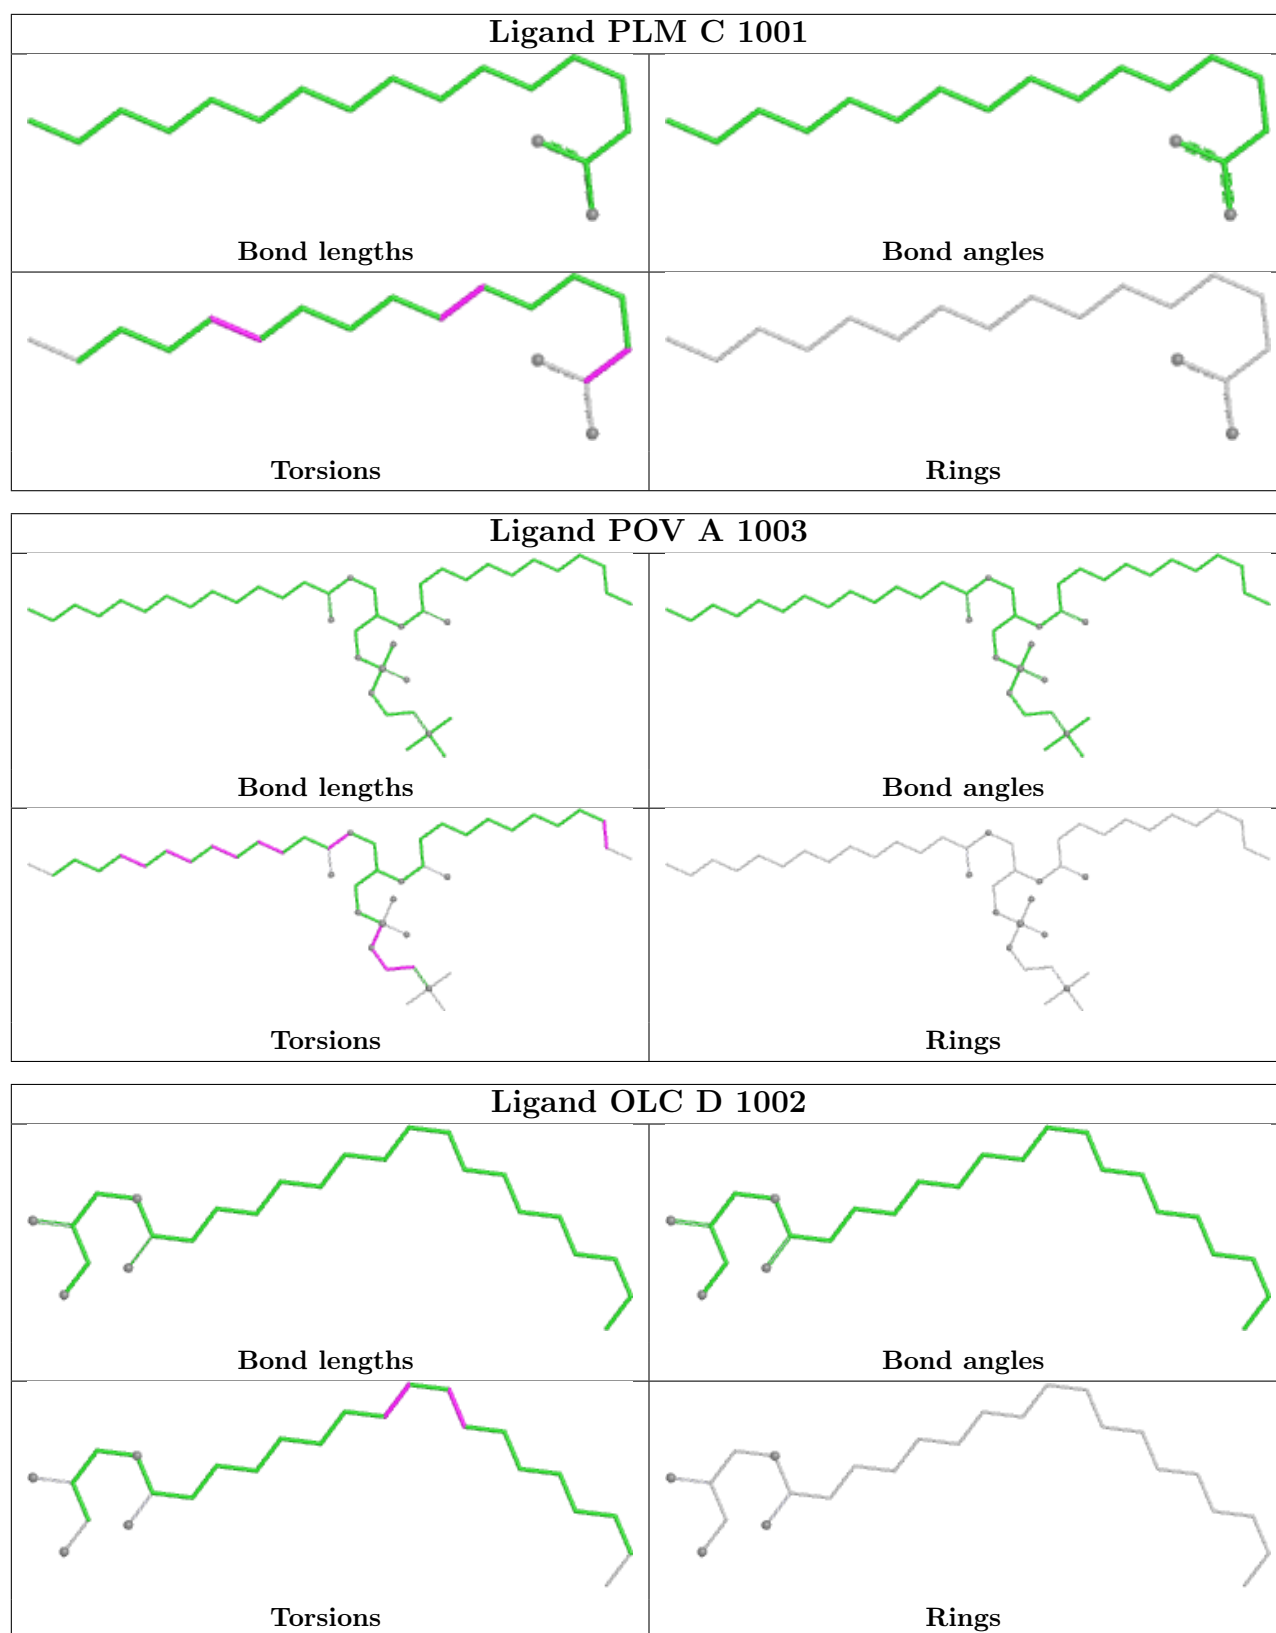 Ligand PLM C 1001
Bond lengths
Bond angles
Torsions
Rings
Ligand POV A 1003
Bond lengths
Bond angles
Torsions
Rings
Ligand OLC D 1002
Bond lengths
Bond angles
Torsions
Rings